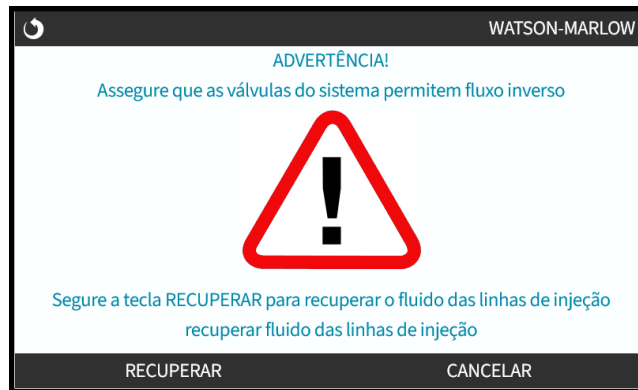 WATSON-MARLOW
ADVERTÊNCIA!
Assegure que as válvulas do sistema permitem fluxo inverso
!
Segure a tecla RECUPERAR para recuperar o fluido das linhas de injeção
recuperar fluido das linhas de injeção
RECUPERAR CANCELAR